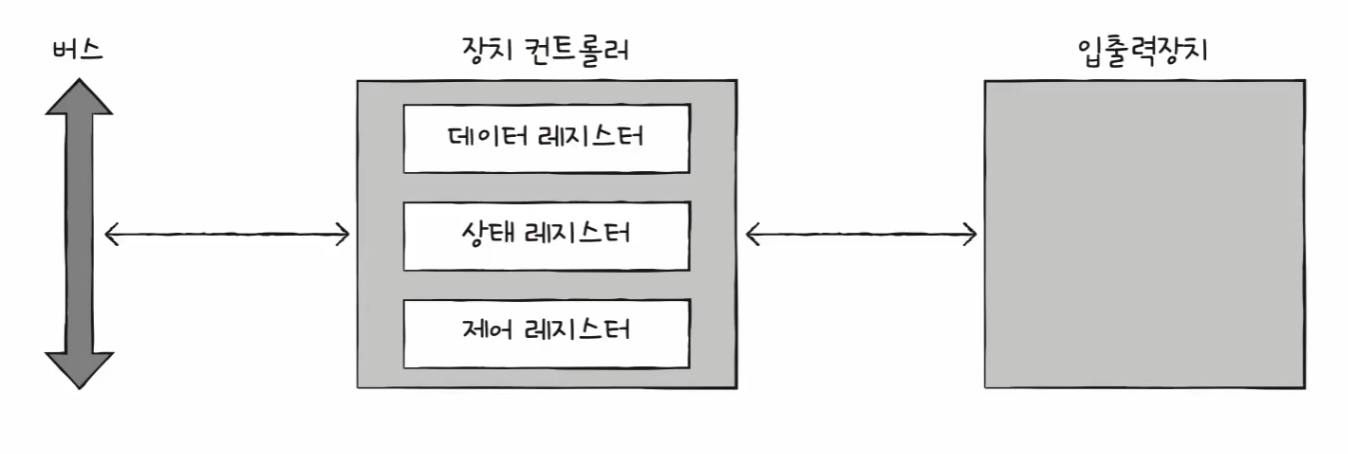 버스
장치 컨트롤러
입출력장치
데이터 레지스터
상태 레지스터
제어 레지스터